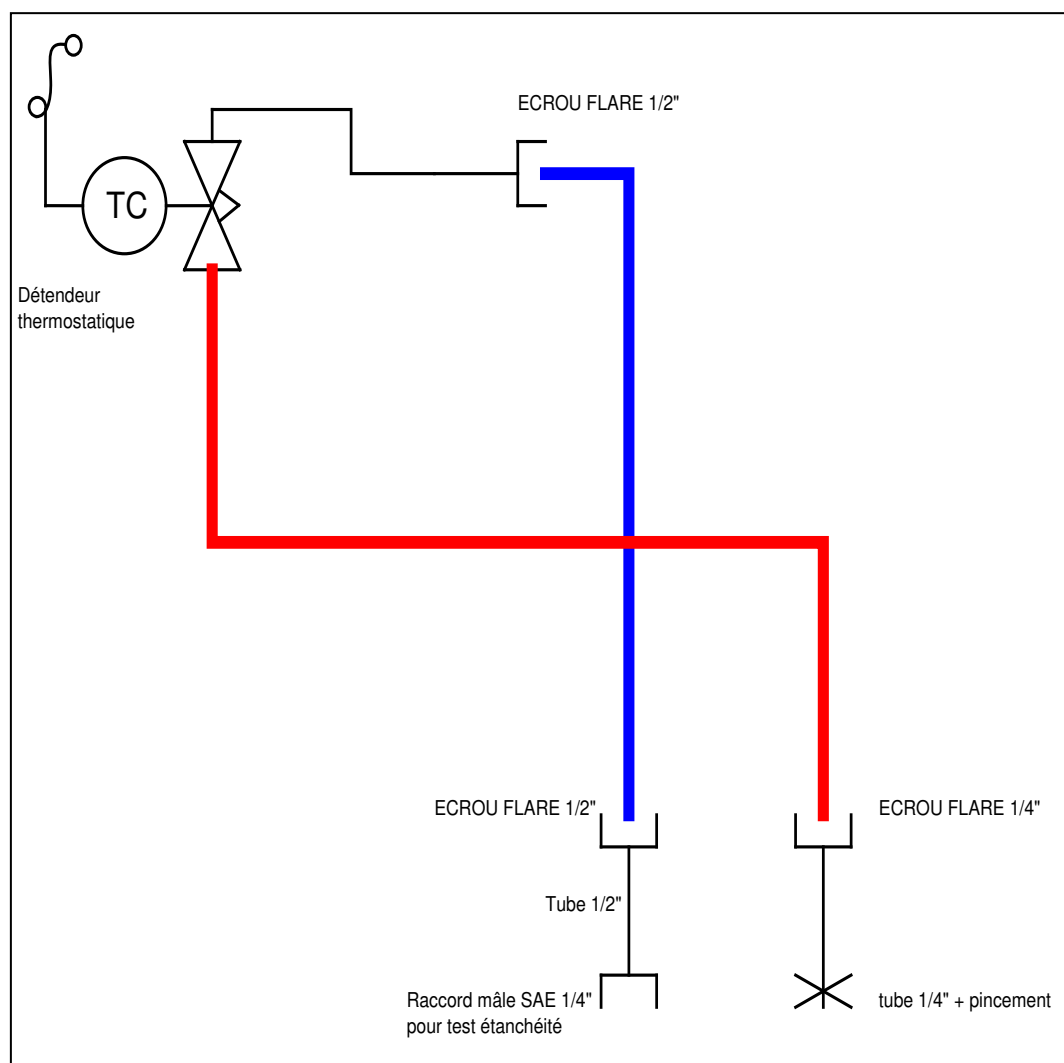 ECROU FLARE 1/2"
TC
Détendeur
thermostatique
ECROU FLARE 1/2"
ECROU FLARE 1/4"
Tube 1/2"
Raccord mâle SAE 1/4"
pour test étanchéité
tube 1/4" + pincement